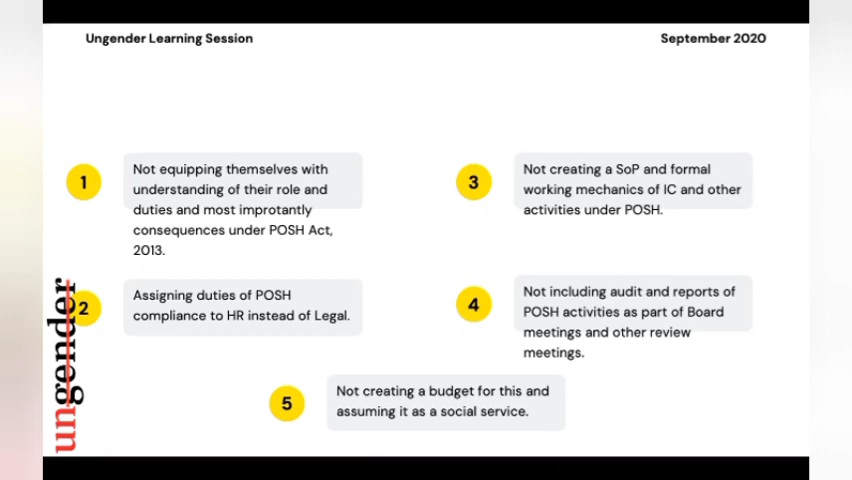 Ungender Learning Session
September 2020
1
Not equipping themselves with
understanding of their role and
duties and most improtantly
consequences under POSH Act,
2013.
2
Assigning duties of POSH
compliance to HR instead of Legal.
3
Not creating a SoP and formal
working mechanics of IC and other
activities under POSH.
4
Not including audit and reports of
POSH activities as part of Board
meetings and other review
meetings.
5
Not creating a budget for this and
assuming it as a social service.
ungender